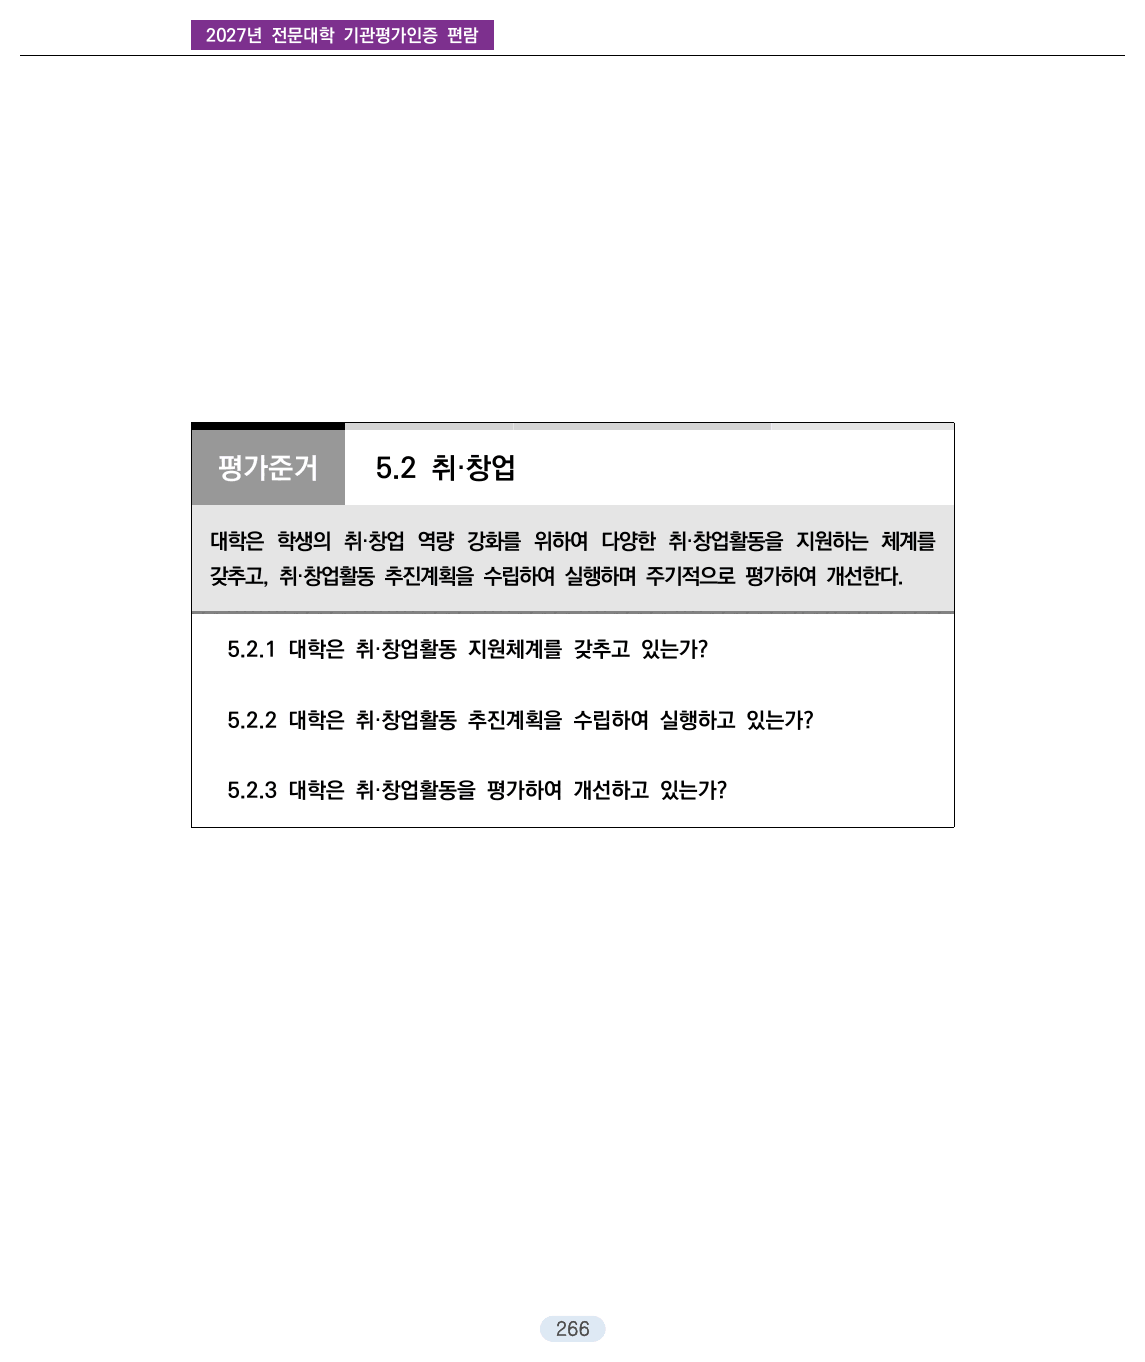 2027년 전문대학 기관평가인증 편람
평가준거
5.2 취·창업
대학은 학생의 취·창업 역량 강화를 위하여 다양한 취·창업활동을 지원하는 체계를
갖추고, 취·창업활동 추진계획을 수립하여 실행하며 주기적으로 평가하여 개선한다.
5.2.1 대학은 취·창업활동 지원체계를 갖추고 있는가?
5.2.2 대학은 취·창업활동 추진계획을 수립하여 실행하고 있는가?
5.2.3 대학은 취·창업활동을 평가하여 개선하고 있는가?
266